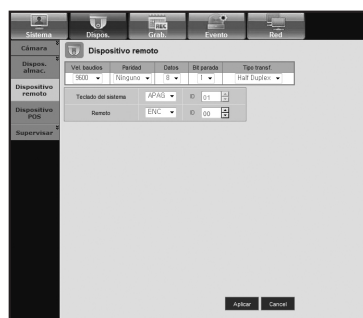 Sistema Dispos. Grab. Evento Red
REC
Cámara
Dispos. almac.
Dispositivo remoto
Dispositivo POS
Supervisar
Dispositivo remoto
Vel. baudios Paridad Datos Bit parada Tipo transf.
9600 Ninguno 8 1 Half Duplex
Teclado del sistema APAG ID 01
Remoto ENC ID 00
Aplicar Cancel